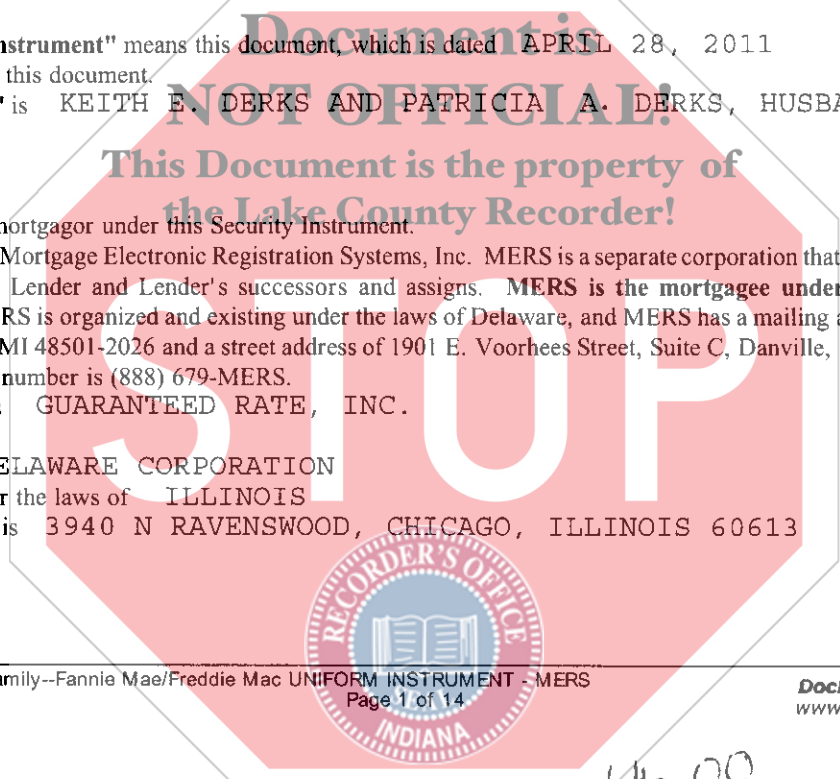 Document is
nstrument" means this document, which is dated APRIL 28, 2011
this document.
NOT OFFICIAL!
" is KEITH E. DERKS AND PATRICIA A. DERKS, HUSBA
This Document is the property of
the Lake County Recorder!
nortgagor under this Security Instrument.
Mortgage Electronic Registration Systems, Inc. MERS is a separate corporation that
Lender and Lender's successors and assigns. MERS is the mortgagee under
RS is organized and existing under the laws of Delaware, and MERS has a mailing a
MI 48501-2026 and a street address of 1901 E. Voorhees Street, Suite C, Danville,
number is (888) 679-MERS.
GUARANTEED RATE, INC.
STOP
ELAWARE CORPORATION
r the laws of ILLINOIS
is 3940 N RAVENSWOOD, CHICAGO, ILLINOIS 60613
RECORDER'S OFFICE
amily--Fannie Mae/Freddie Mac UNIFORM INSTRUMENT - MERS
Page 1 of 14
Doc
www
INDIANA